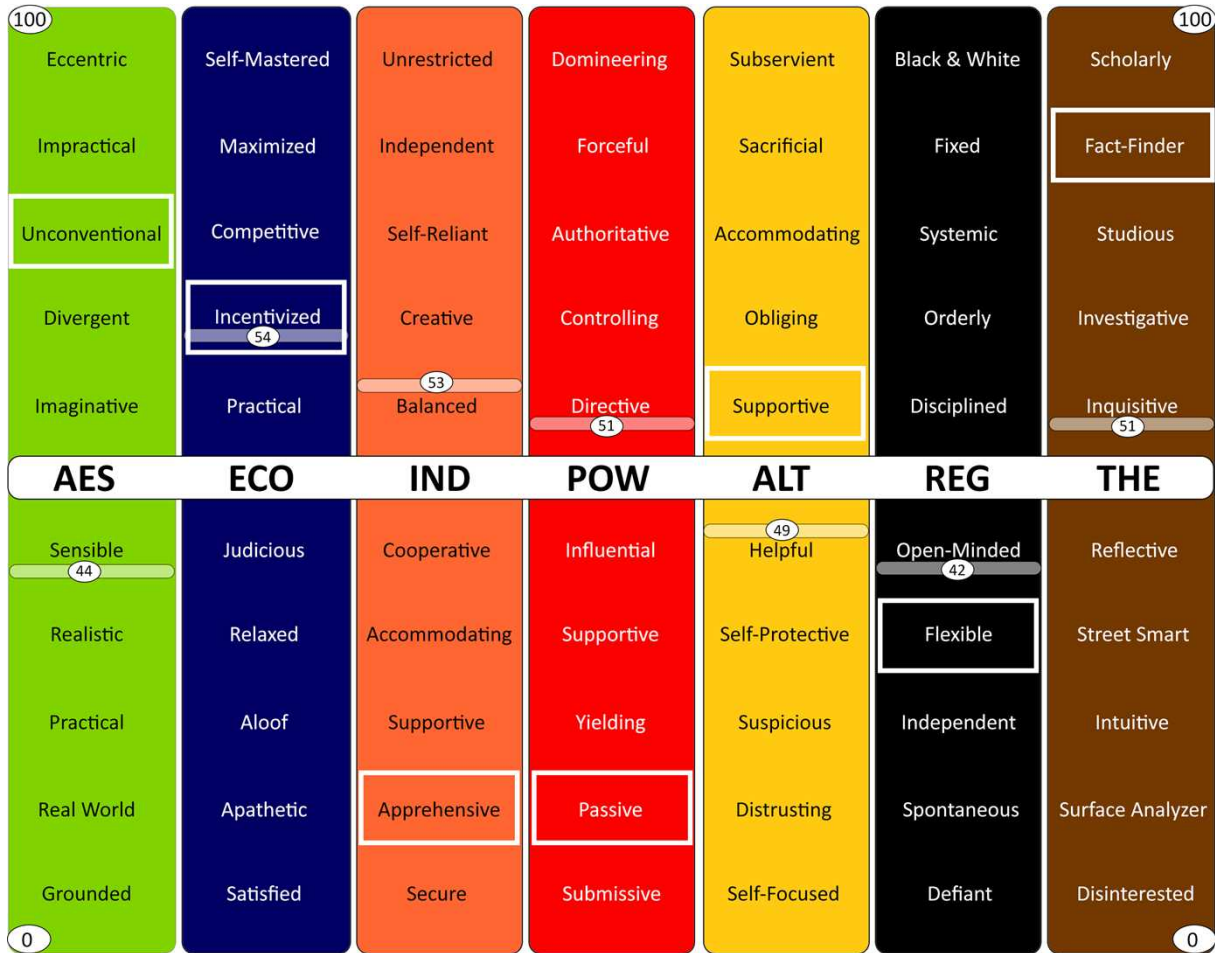 100 100
Eccentric Self-Mastered Unrestricted Domineering Subservient Black & White Scholarly
Impractical Maximized Independent Forceful Sacrificial Fixed Fact-Finder
Unconventional Competitive Self-Reliant Authoritative Accommodating Systemic Studious
Divergent Incentivized Creative Controlling Obliging Orderly Investigative
54
53
Imaginative Practical Balanced Directive Supportive Disciplined Inquisitive
51 51
AES ECO IND POW ALT REG THE
49
Sensible Judicious Cooperative Influential Helpful Open-Minded Reflective
44 42
Realistic Relaxed Accommodating Supportive Self-Protective Flexible Street Smart
Practical Aloof Supportive Yielding Suspicious Independent Intuitive
Real World Apathetic Apprehensive Passive Distrusting Spontaneous Surface Analyzer
Grounded Satisfied Secure Submissive Self-Focused Defiant Disinterested
0 0